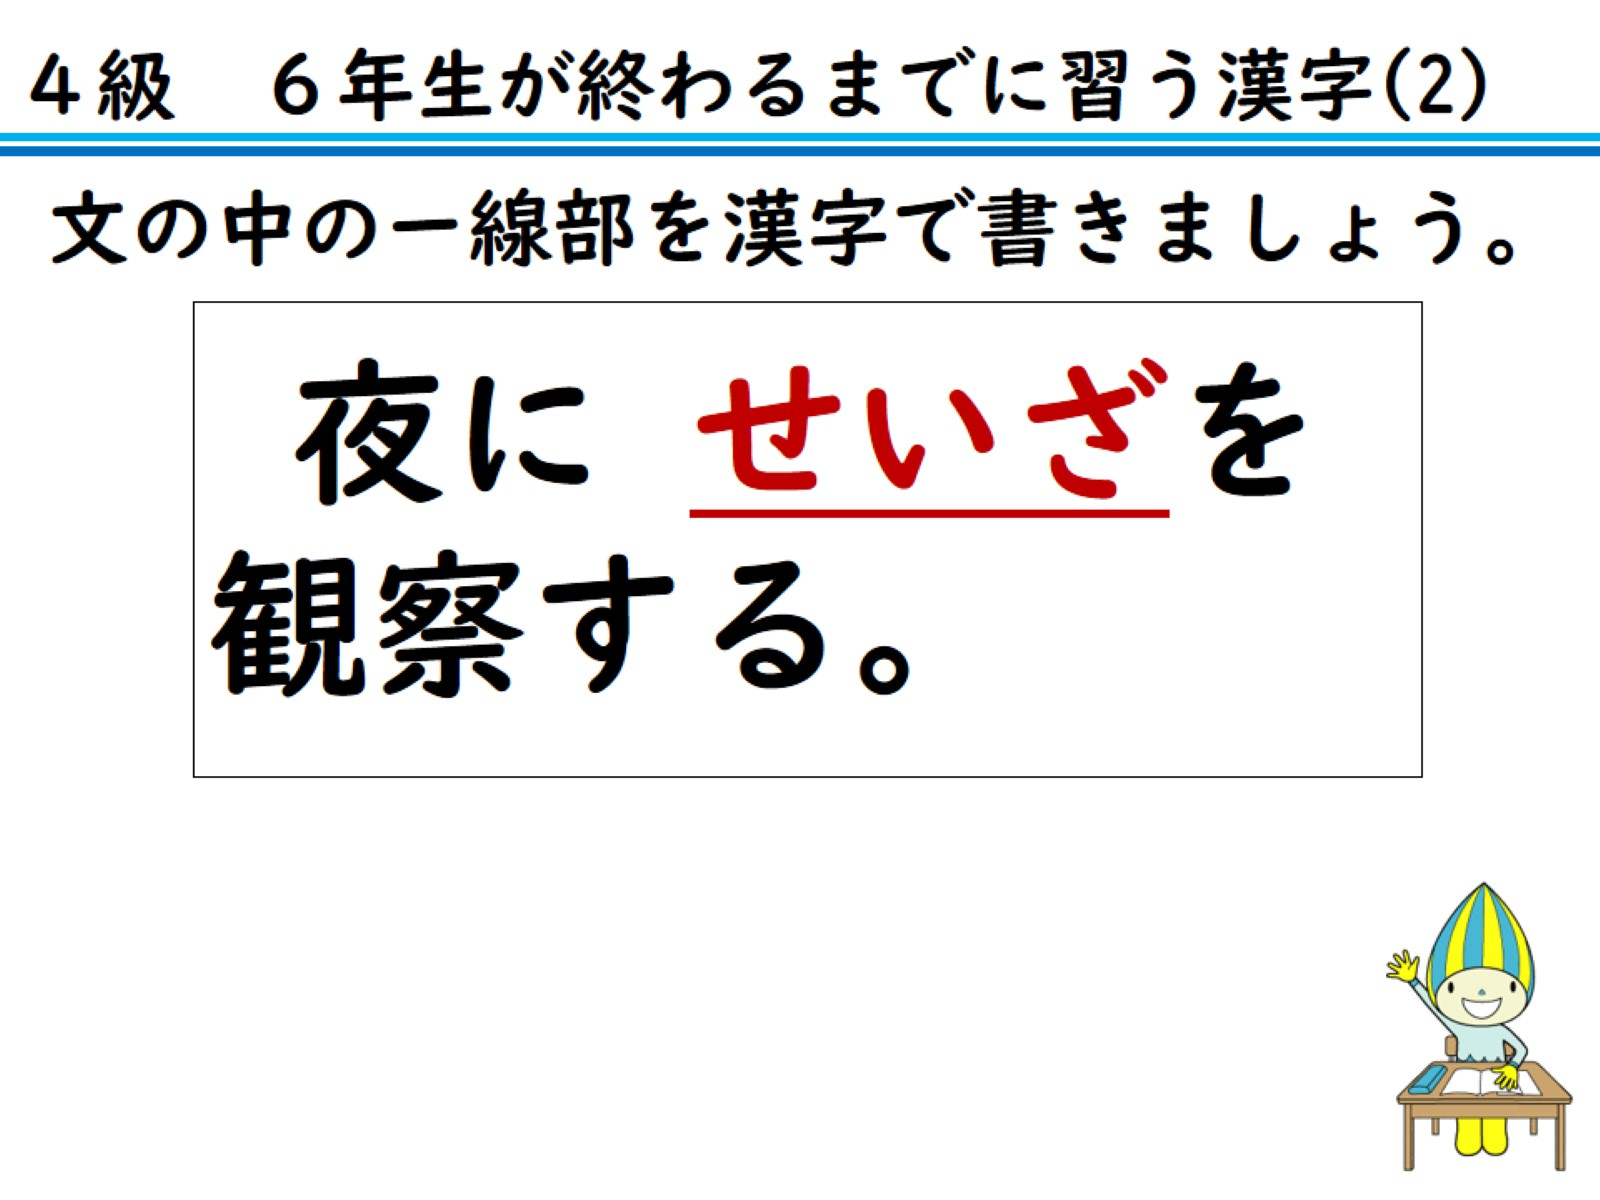 4級　6年生が終わるまでに習う漢字(2)
文の中の―線部を漢字で書きましょう。
夜に せいざを
観察する。